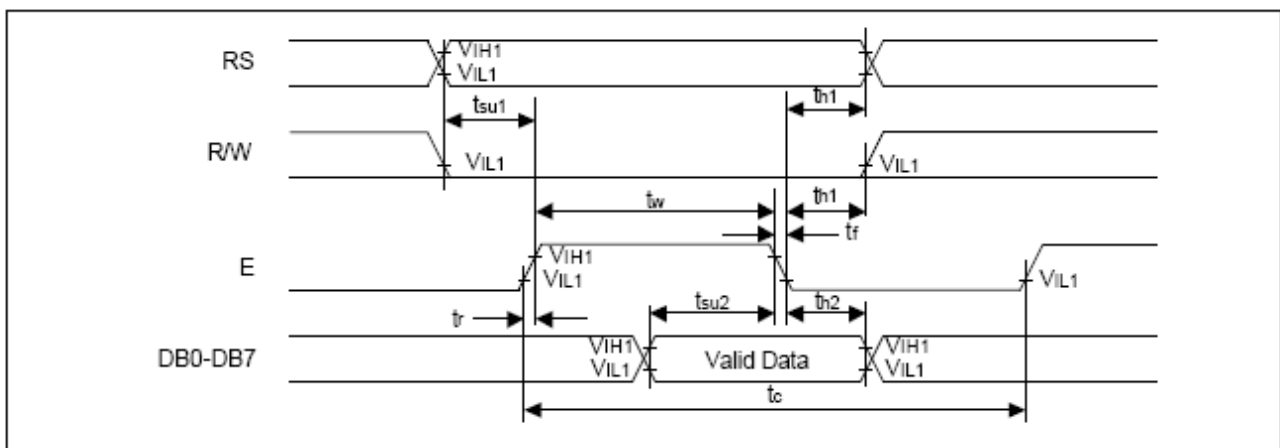 RS
VIH1
VIL1
tsu1
th1
R/W
VIL1
VIL1
tw
th1
tf
E
VIH1
VIL1
VIL1
tr
tsu2
th2
DB0-DB7
VIH1
VIL1
Valid Data
VIH1
VIL1
tc